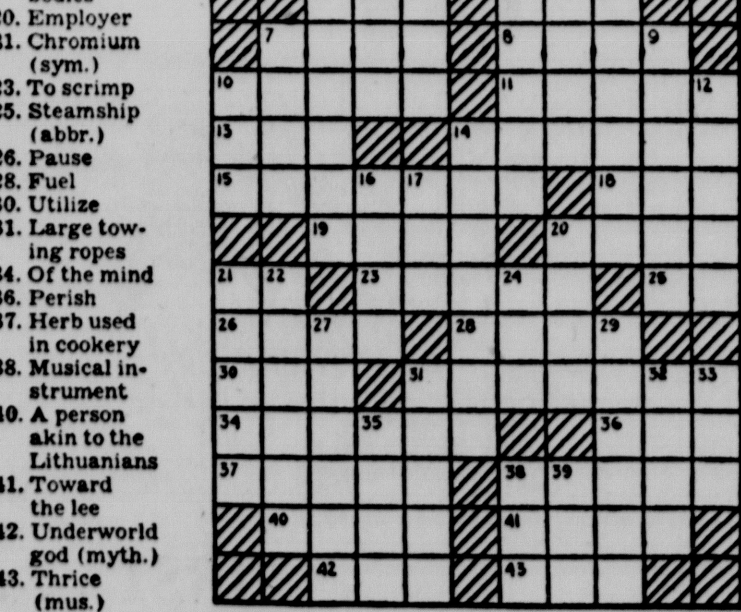 20. Employer
21. Chromium
(sym.)
23. To scrimp
25. Steamship
(abbr.)
26. Pause
28. Fuel
30. Utilize
31. Large tow-
ing ropes
34. Of the mind
36. Perish
37. Herb used
in cookery
38. Musical in-
strument
40. A person
akin to the
Lithuanians
41. Toward
the lee
42. Underworld
god (myth.)
43. Thrice
(mus.)
7 8 9
10 11 12
13 14
15 16 17 18
19 20
21 22 23 24 25
26 27 28 29
30 31 32 33
34 35 36
37 38 39
40 41
42 43